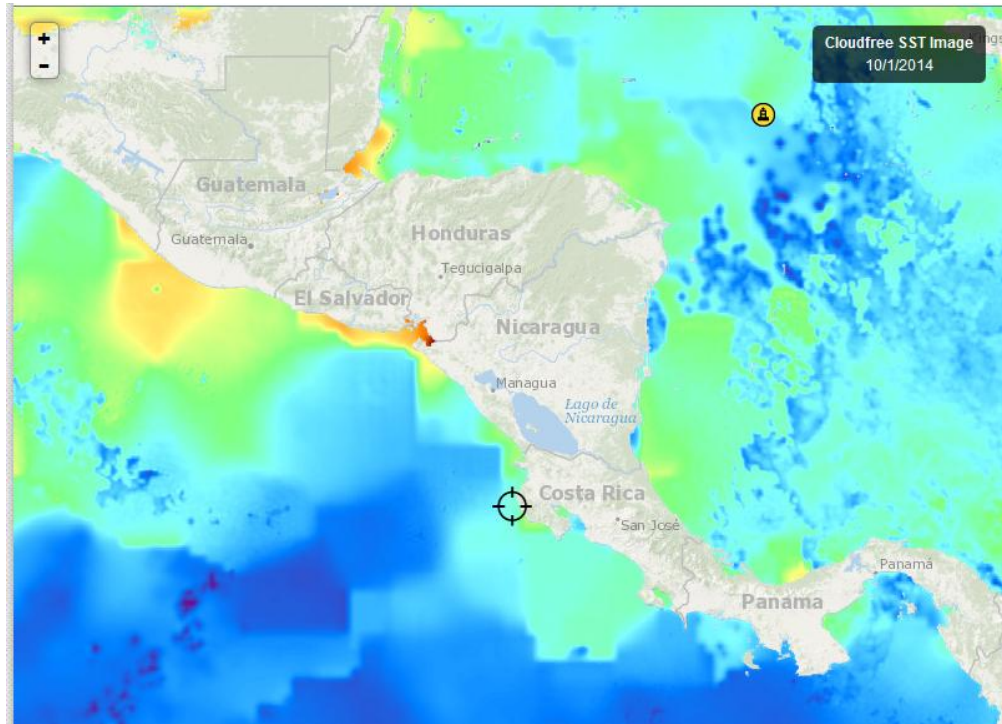 +
-
Cloudfree SST Image
10/1/2014
Kings
Guatemala
Guatemala
Honduras
Tegucigalpa
El Salvador
Nicaragua
Managua
Lago de
Nicaragua
Costa Rica
San José
Panamá
Panama